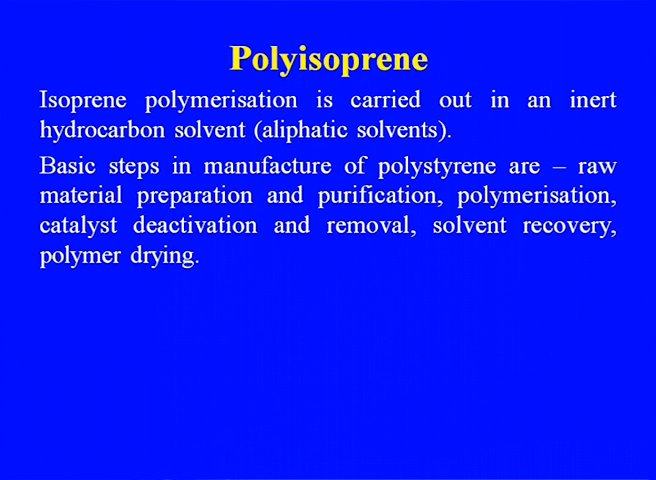 Polyisoprene
Isoprene polymerisation is carried out in an inert
hydrocarbon solvent (aliphatic solvents).
Basic steps in manufacture of polystyrene are – raw
material preparation and purification, polymerisation,
catalyst deactivation and removal, solvent recovery,
polymer drying.